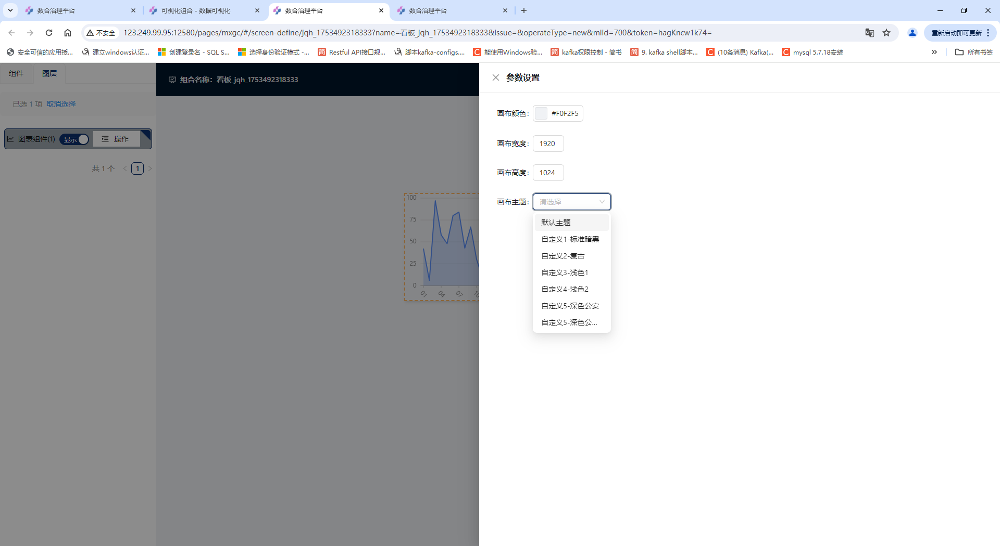 数合治理平台
可视化组合 - 数据可视化
数合治理平台
数合治理平台
不安全
123.249.99.95:12580/pages/mxgc/#/screen-define/jqh_1753492318333?name=看板_jqh_1753492318333&issue=&operateType=new&mlid=700&token=hagKncw1k74=
重新启动即可更新
安全可信的应用授...
建立windows认证...
创建登录名 - SQL S...
选择身份验证模式 -...
Restful API接口规...
脚本kafka-configs....
能使用Windows验...
kafka权限控制 - 简书
9. kafka shell脚本...
(10条消息) Kafka(...
mysql 5.7.18安装
所有书签
组件
图层
组合名称：看板_jqh_1753492318333
已选 1 项 取消选择
图表组件(1)
显示
操作
共 1 个
1
100
75
50
25
0
01
04
07
参数设置
画布颜色：
#F0F2F5
画布宽度：
1920
画布高度：
1024
画布主题：
请选择
默认主题
自定义1-标准暗黑
自定义2-复古
自定义3-浅色1
自定义4-浅色2
自定义5-深色公安
自定义5-深色公...